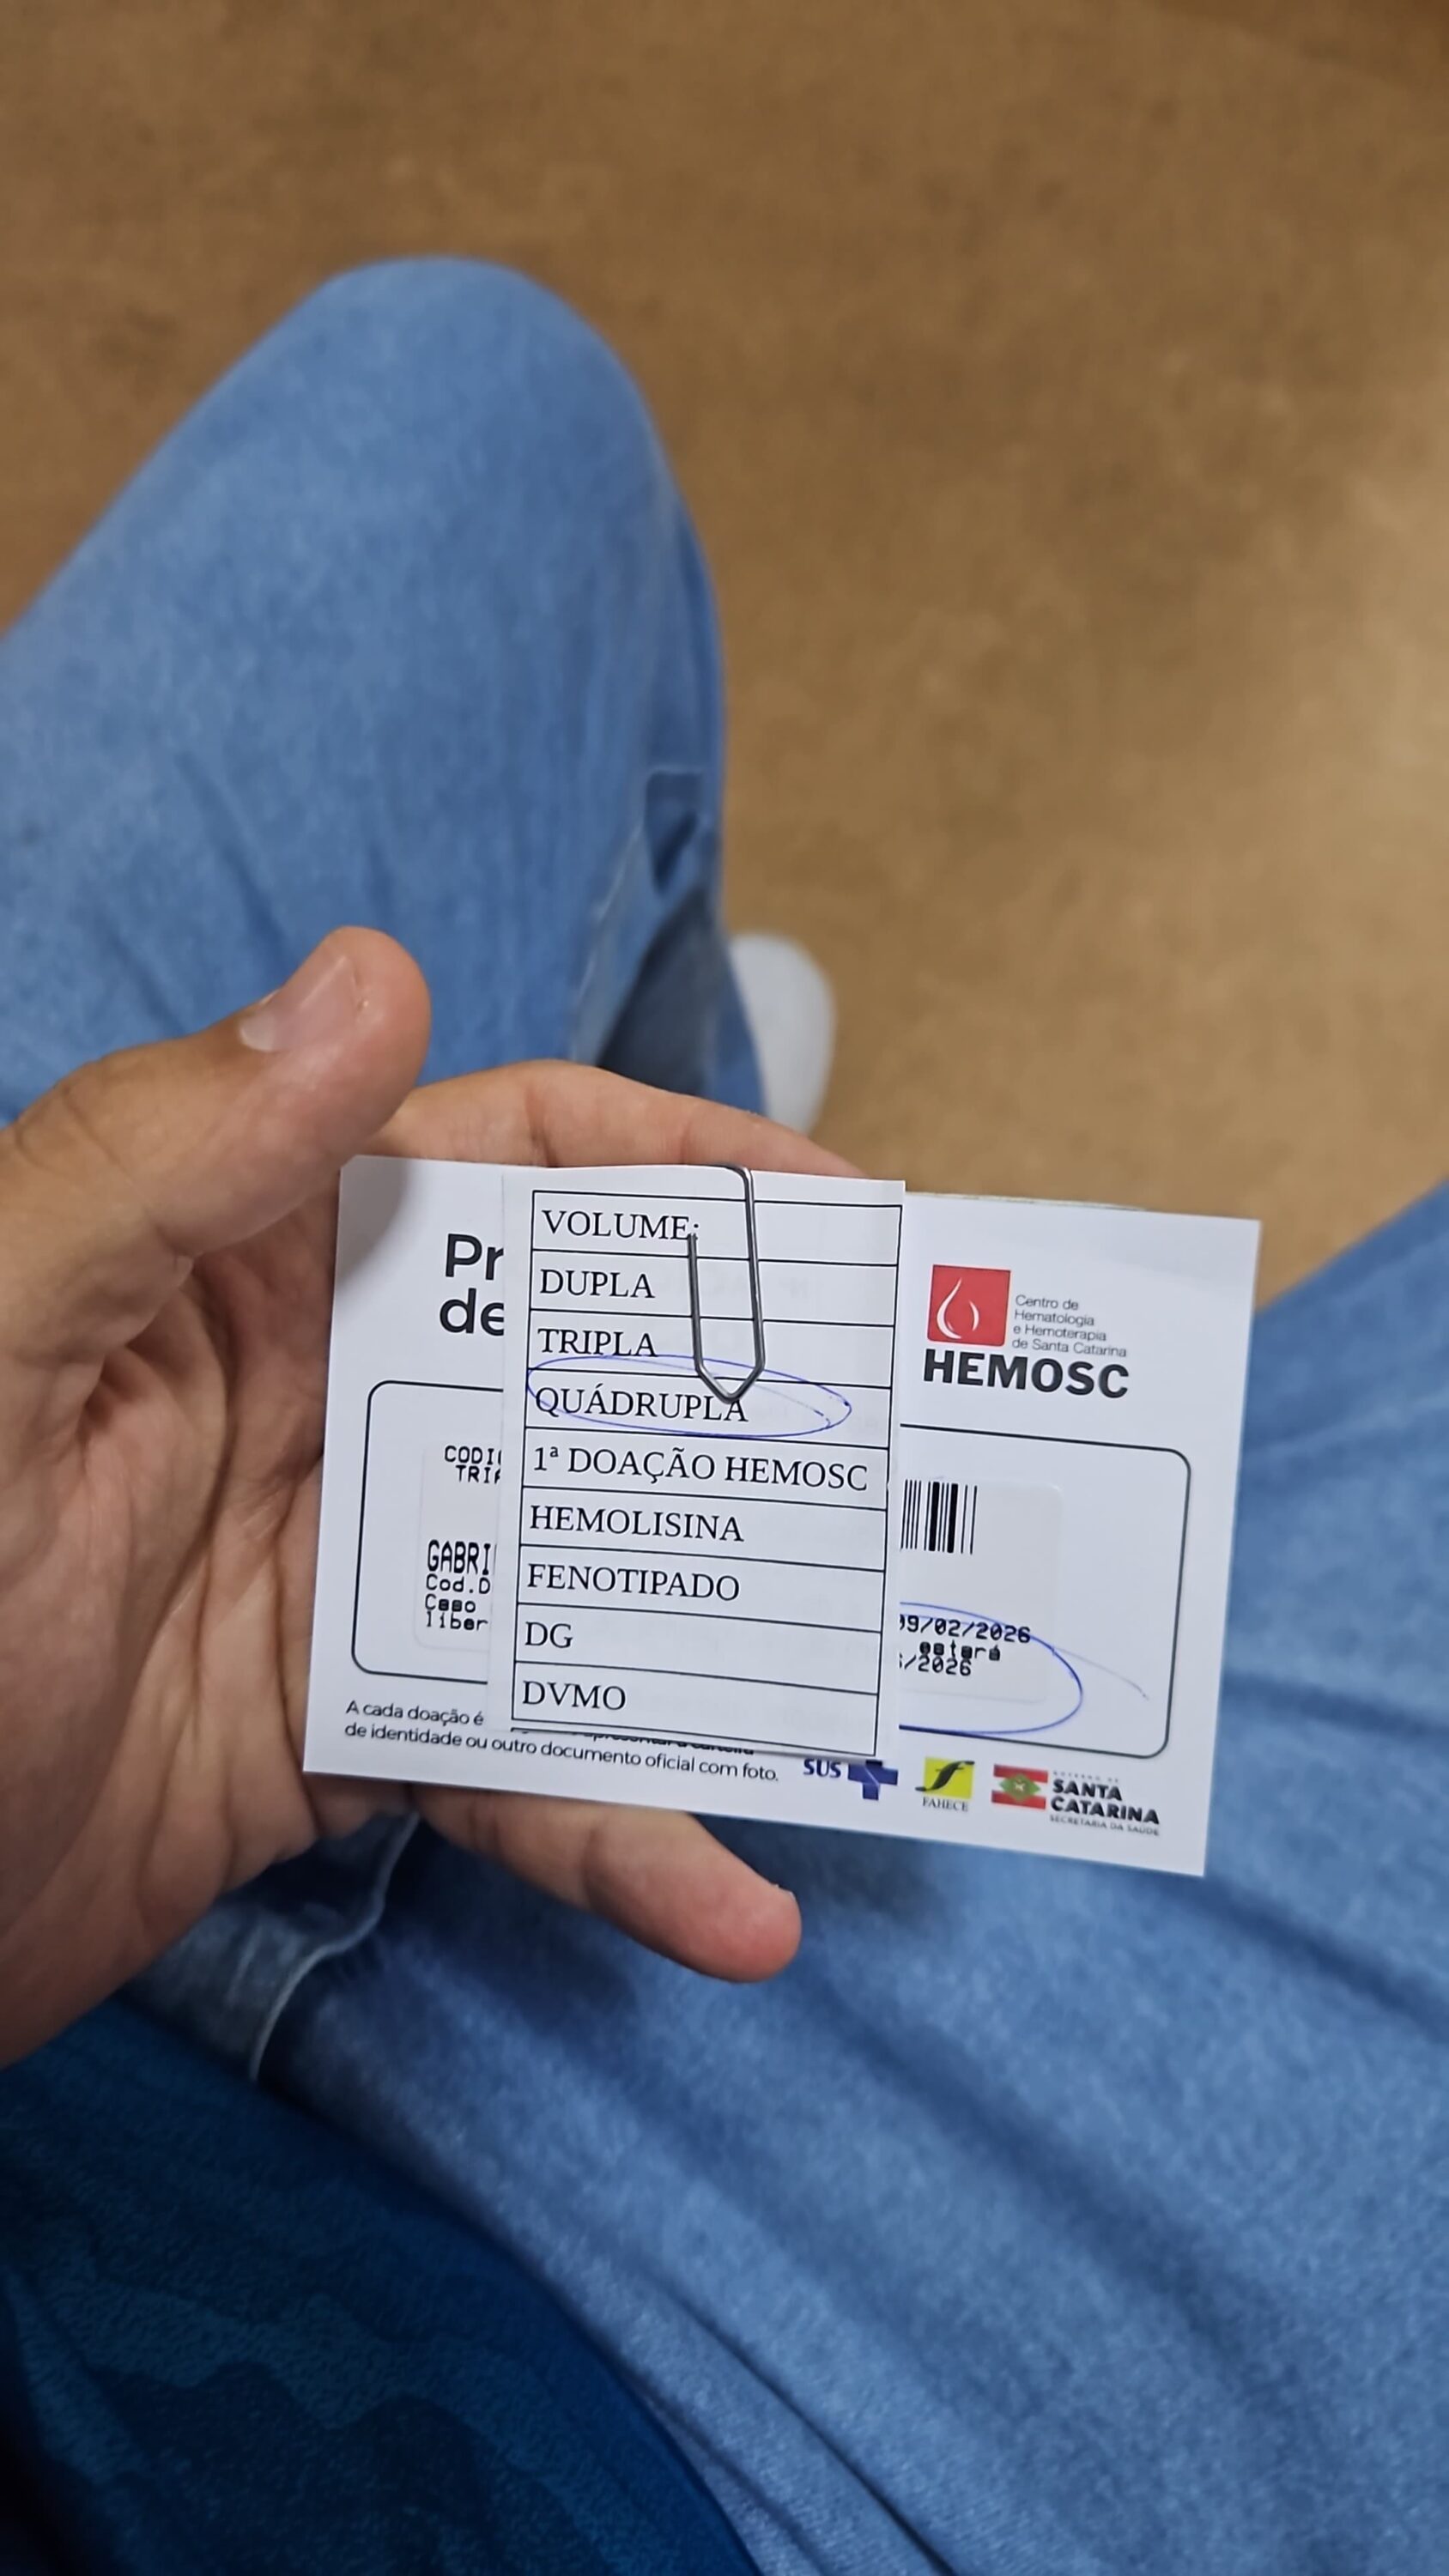 Pr
de
VOLUME:
DUPLA
TRIPLA
QUÁDRUPLA
1ª DOAÇÃO HEMOSC
HEMOLISINA
FENOTIPADO
DG
DVMO
Centro de
Hematologia
e Hemoterapia
de Santa Catarina
HEMOSC
CODI
TRIA
GABRI
Cod.D
Caso
liber
09/02/2026
estará
/2026
A cada doação é
de identidade ou outro documento oficial com foto.
SUS
FAHECE
GOVERNO DE
SANTA
CATARINA
SECRETARIA DA SAÚDE